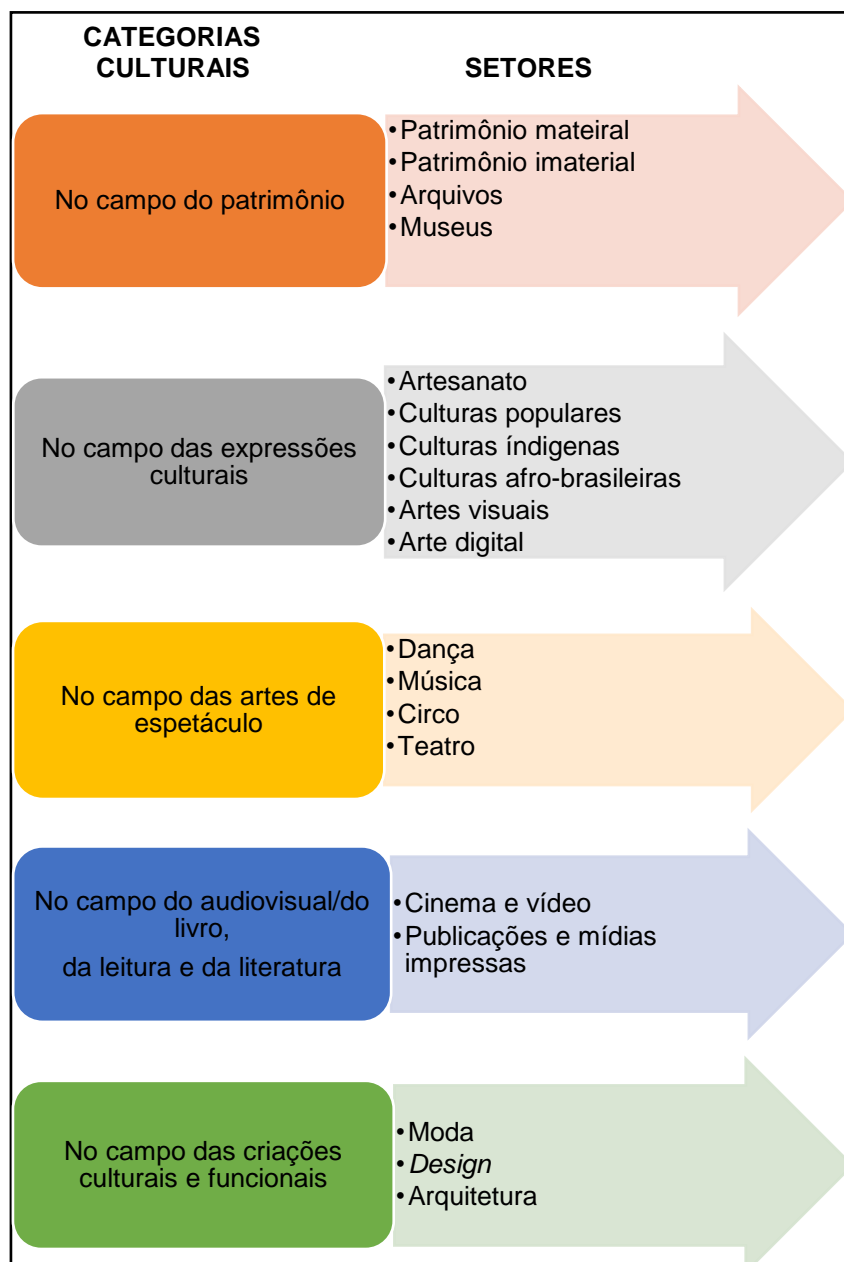 CATEGORIAS
CULTURAIS
SETORES
No campo do patrimônio
•Patrimônio mateiral
•Patrimônio imaterial
•Arquivos
•Museus
No campo das expressões
culturais
•Artesanato
•Culturas populares
•Culturas índigenas
•Culturas afro-brasileiras
•Artes visuais
•Arte digital
No campo das artes de
espetáculo
•Dança
•Música
•Circo
•Teatro
No campo do audiovisual/do
livro,
da leitura e da literatura
•Cinema e vídeo
•Publicações e mídias
impressas
No campo das criações
culturais e funcionais
•Moda
•Design
•Arquitetura